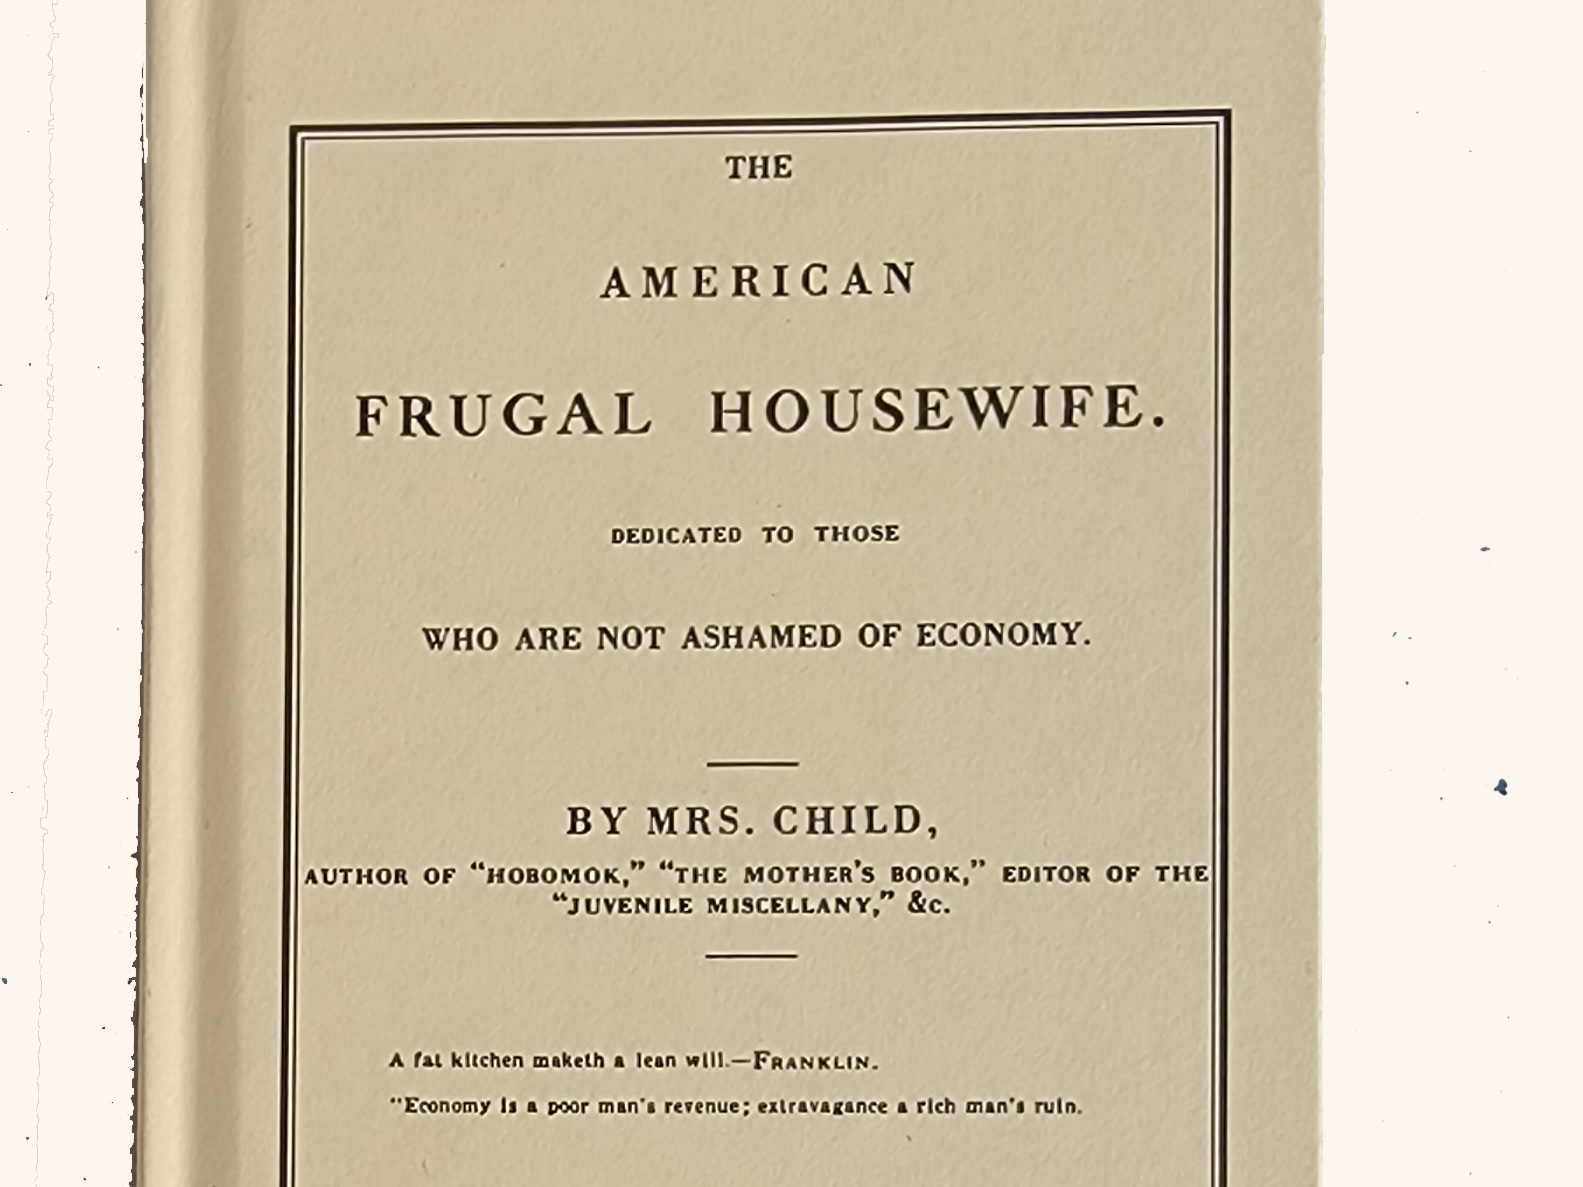 THE
AMERICAN
FRUGAL HOUSEWIFE.
DEDICATED TO THOSE
WHO ARE NOT ASHAMED OF ECONOMY.
BY MRS. CHILD,
AUTHOR OF “HOBOMOK,” “THE MOTHER'S BOOK,” EDITOR OF THE
“JUVENILE MISCELLANY,” &c.
A fat kitchen maketh a lean will.—FRANKLIN.
“Economy is a poor man's revenue; extravagance a rich man's ruin.